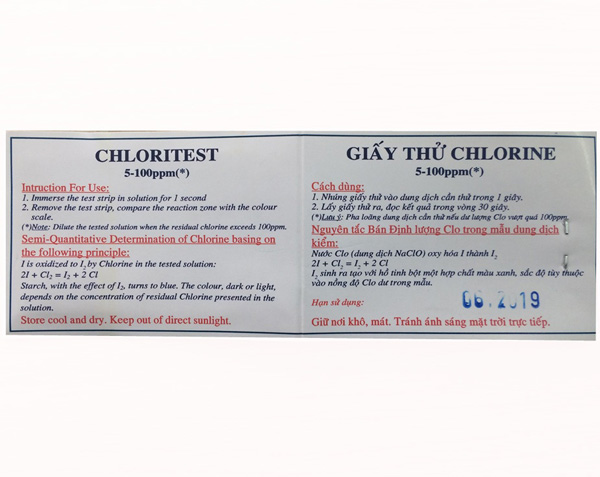 CHLORITEST
5-100ppm(*)
Intruction For Use:
1. Immerse the test strip in solution for 1 second
2. Remove the test strip, compare the reaction zone with the colour
scale.
(*)Note: Dilute the tested solution when the residual chlorine exceeds 100ppm.
Semi-Quantitative Determination of Chlorine basing on
the following principle:
I is oxidized to I2 by Chlorine in the tested solution:
2I + Cl2 = I2 + 2 Cl
Starch, with the effect of I2, turns to blue. The colour, dark or light,
depends on the concentration of residual Chlorine presented in the
solution.
Store cool and dry. Keep out of direct sunlight.
GIẤY THỬ CHLORINE
5-100ppm(*)
Cách dùng:
1. Nhúng giấy thử vào dung dịch cần thử trong 1 giây.
2. Lấy giấy thử ra, đọc kết quả trong vòng 30 giây.
(*)Lưu ý: Pha loãng dung dịch cần thử nếu dư lượng Clo vượt quá 100ppm.
Nguyên tắc Bán Định lượng Clo trong mẫu dung dịch
kiểm:
Nước Clo (dung dịch NaClO) oxy hóa I thành I2
2I + Cl2 = I2 + 2 Cl
I2 sinh ra tạo với hồ tinh bột một hợp chất màu xanh, sắc độ tùy thuộc
vào nồng độ Clo dư trong mẫu.
Hạn sử dụng: 06.2019
Giữ nơi khô, mát. Tránh ánh sáng mặt trời trực tiếp.